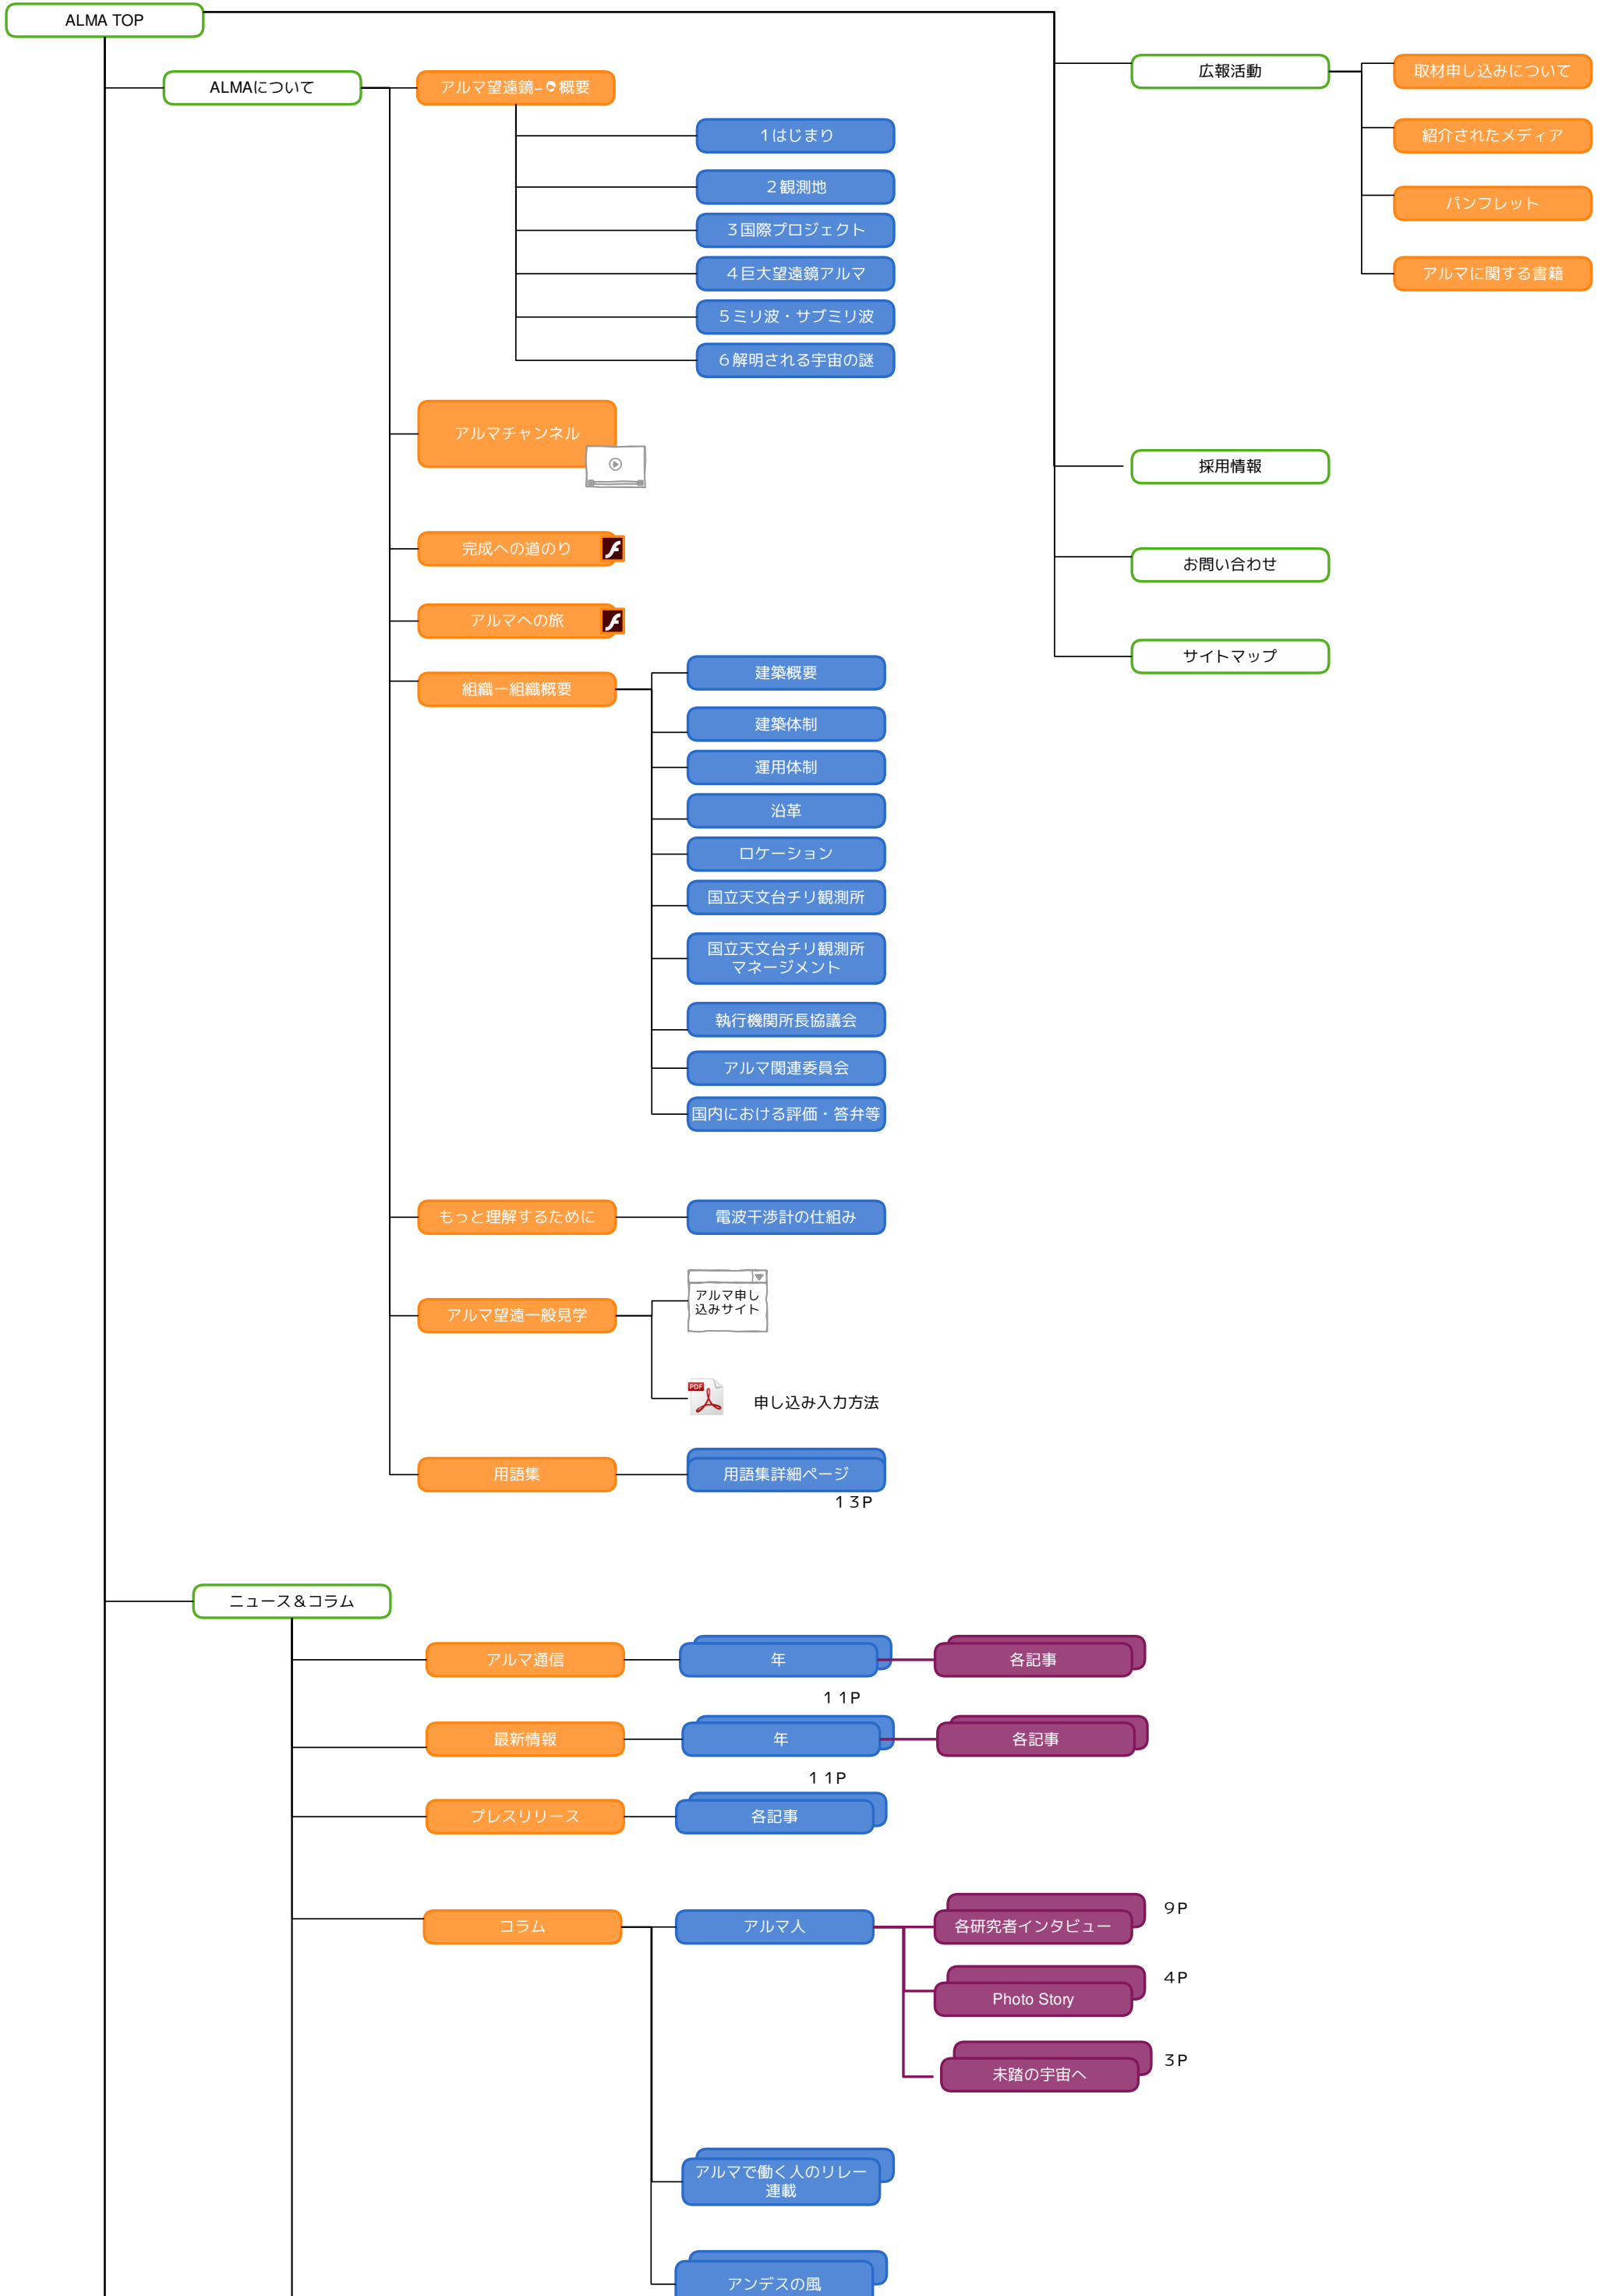 ALMA TOP
ALMAについて
アルマ望遠鏡–概要
１はじまり
２観測地
３国際プロジェクト
４巨大望遠鏡アルマ
５ミリ波・サブミリ波
６解明される宇宙の謎
アルマチャンネル
完成への道のり
アルマへの旅
組織ー組織概要
建築概要
建築体制
運用体制
沿革
ロケーション
国立天文台チリ観測所
国立天文台チリ観測所
マネージメント
執行機関所長協議会
アルマ関連委員会
国内における評価・答弁等
もっと理解するために
電波干渉計の仕組み
アルマ望遠一般見学
アルマ申し
込みサイト
PDF
申し込み入力方法
用語集
用語集詳細ページ
１３P
広報活動
取材申し込みについて
紹介されたメディア
パンフレット
アルマに関する書籍
採用情報
お問い合わせ
サイトマップ
ニュース＆コラム
アルマ通信
年
各記事
１１P
最新情報
年
各記事
１１P
プレスリリース
各記事
コラム
アルマ人
各研究者インタビュー
９P
Photo Story
４P
未踏の宇宙へ
３P
アルマで働く人のリレー
連載
アンデスの風